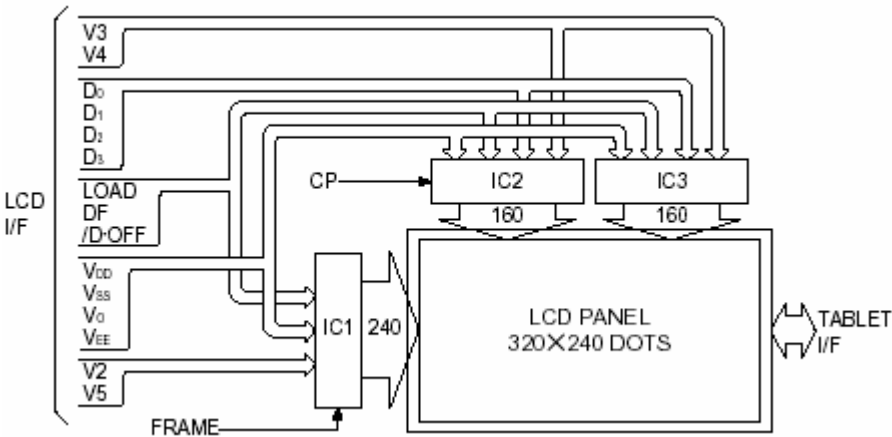 V3
V4
D0
D1
D2
D3
LCD
I/F
LOAD
DF
/D·OFF
VDD
VSS
V0
VEE
V2
V5
FRAME
CP
IC2
IC3
160
160
IC1
240
LCD PANEL
320×240 DOTS
TABLET
I/F